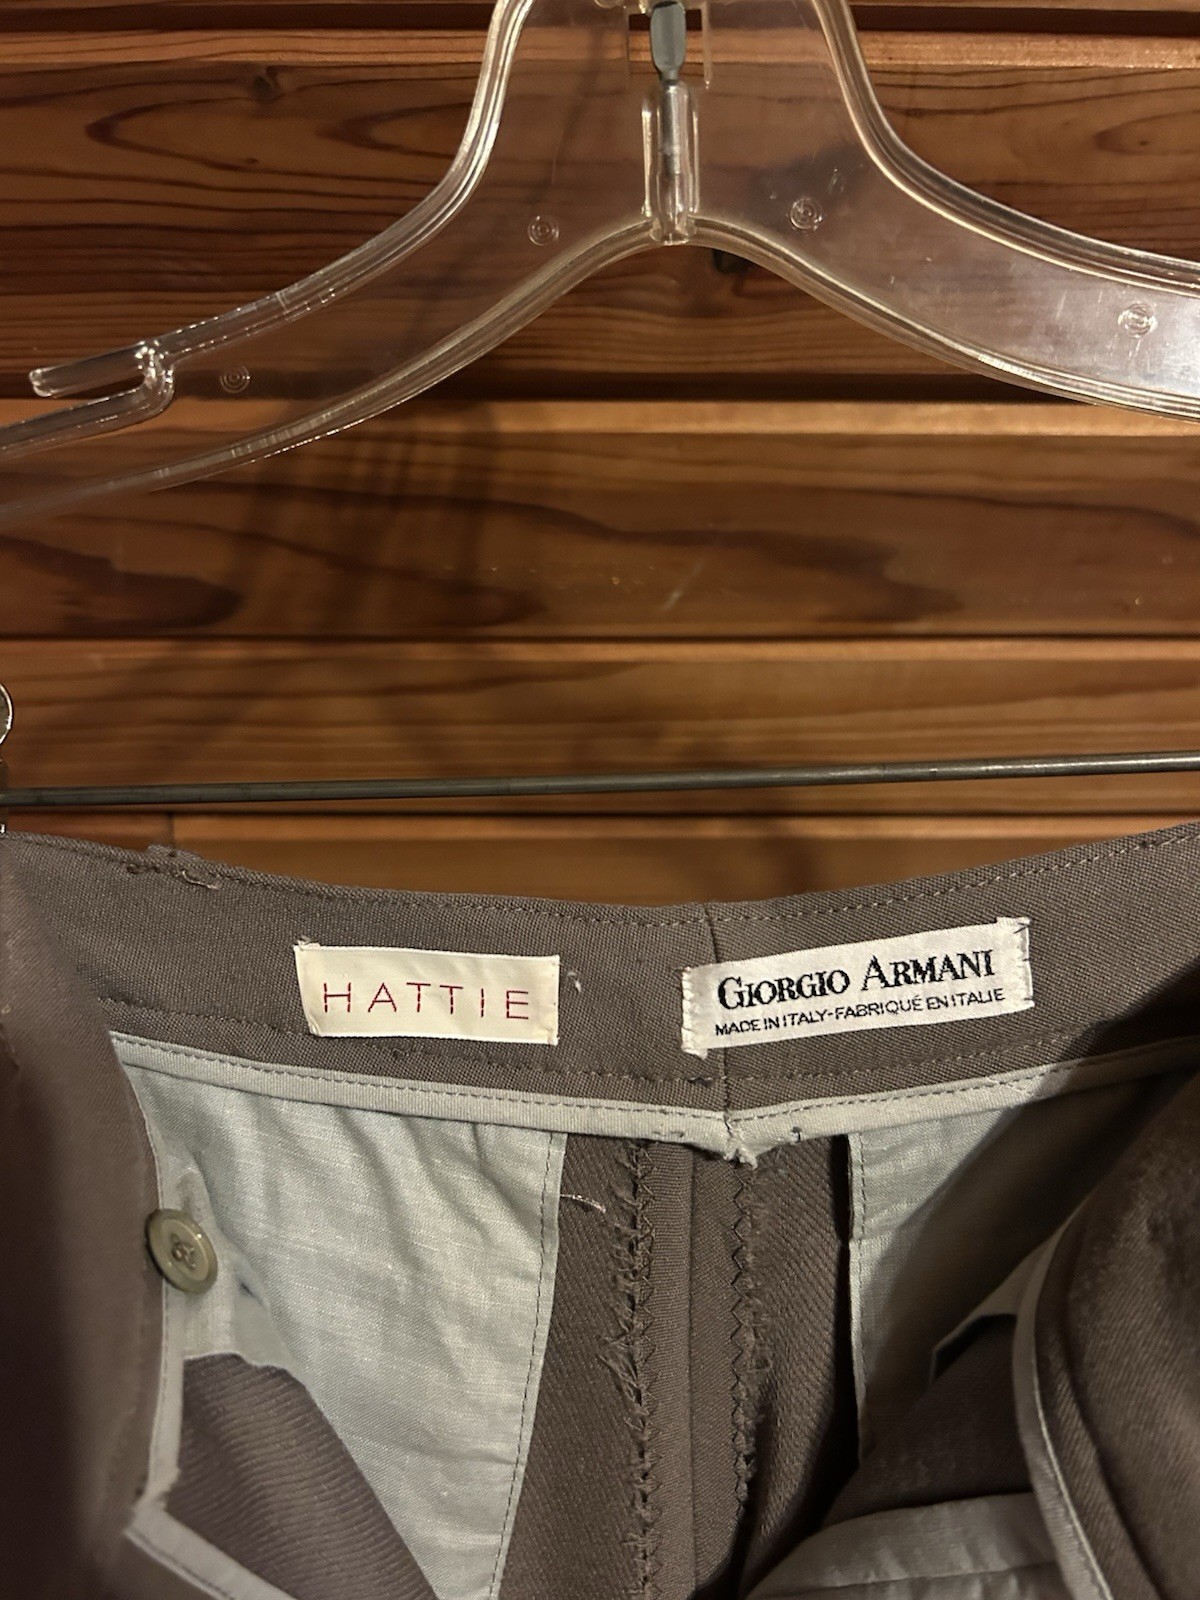 HATTIE
GIORGIO ARMANI
MADE IN ITALY-FABRIQUÉ EN ITALIE